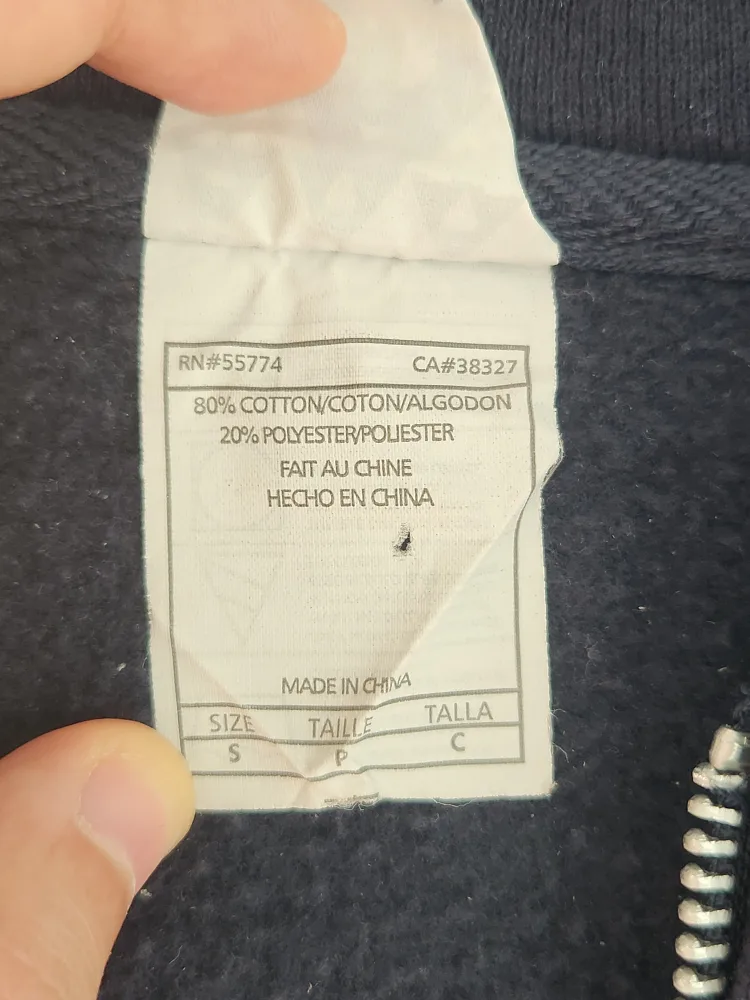 RN#55774 CA#38327
80% COTTON/COTON/ALGODON
20% POLYESTER/POLIESTER
FAIT AU CHINE
HECHO EN CHINA
MADE IN CHINA
SIZE TAILLE TALLA
S P C